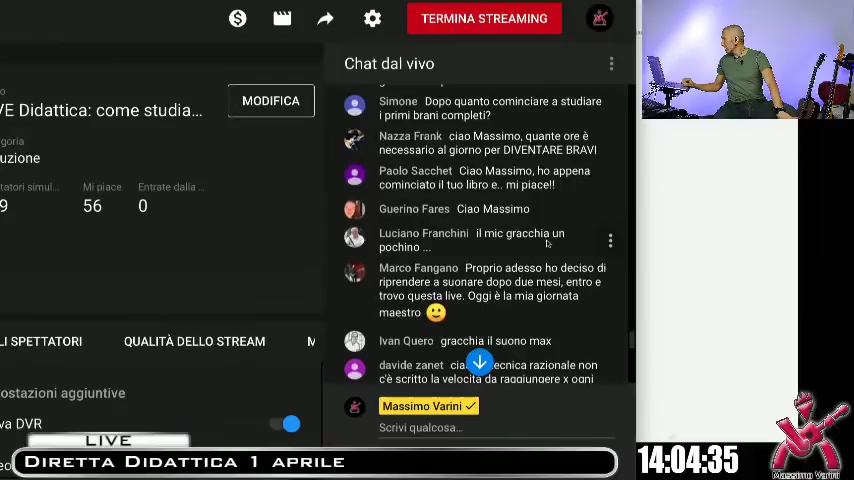 TERMINA STREAMING
Chat dal vivo
VE Didattica: come studia...
MODIFICA
goria
uzione
tatori simul... Mi piace Entrate dalla ...
9 56 0
Simone Dopo quanto cominciare a studiare
i primi brani completi?
Nazza Frank ciao Massimo, quante ore è
necessario al giorno per DIVENTARE BRAVI
Paolo Sacchet Ciao Massimo, ho appena
cominciato il tuo libro e.. mi piace!!
Guerino Fares Ciao Massimo
Luciano Franchini il mic gracchia un
pochino ...
Marco Fangano Proprio adesso ho deciso di
riprendere a suonare dopo due mesi, entro e
trovo questa live. Oggi è la mia giornata
maestro 🙂
Ivan Quero gracchia il suono max
davide zanet cia ecnica razionale non
c'è scritto la velocità da raggiungere x ogni
LI SPETTATORI QUALITÀ DELLO STREAM
ostazioni aggiuntive
va DVR
Massimo Varini
Scrivi qualcosa...
LIVE
DIRETTA DIDATTICA 1 APRILE
14:04:35
Massimo Varini